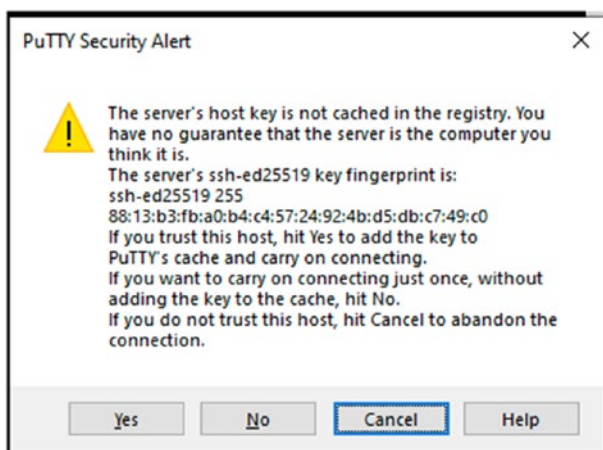 PuTTY Security Alert
The server's host key is not cached in the registry. You
have no guarantee that the server is the computer you
think it is.
The server's ssh-ed25519 key fingerprint is:
ssh-ed25519 255
88:13:b3:fb:a0:b4:c4:57:24:92:4b:d5:db:c7:49:c0
If you trust this host, hit Yes to add the key to
PuTTY's cache and carry on connecting.
If you want to carry on connecting just once, without
adding the key to the cache, hit No.
If you do not trust this host, hit Cancel to abandon the
connection.
Yes No Cancel Help